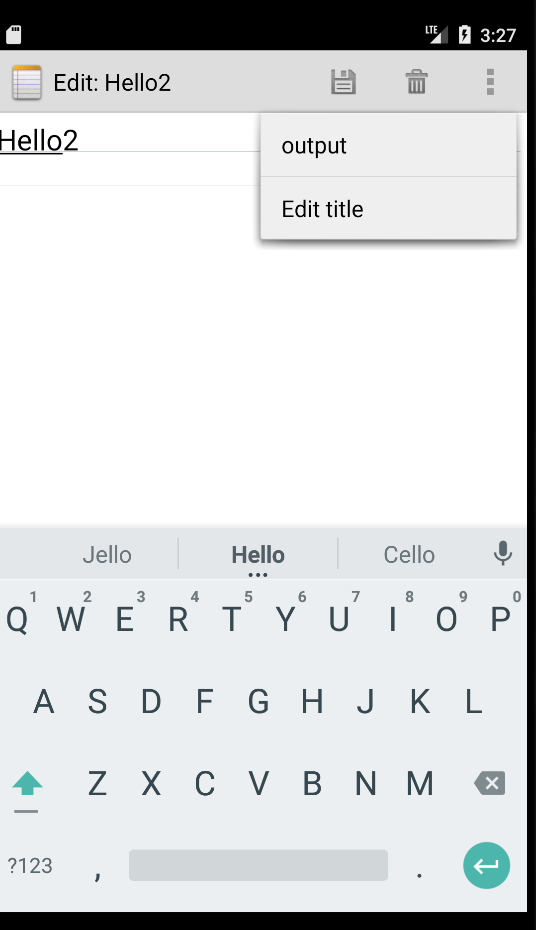 LTE 3:27
Edit: Hello2
Hello2
output
Edit title
Jello Hello Cello
1 2 3 4 5 6 7 8 9 0
Q W E R T Y U I O P
A S D F G H J K L
Z X C V B N M
?123 , .